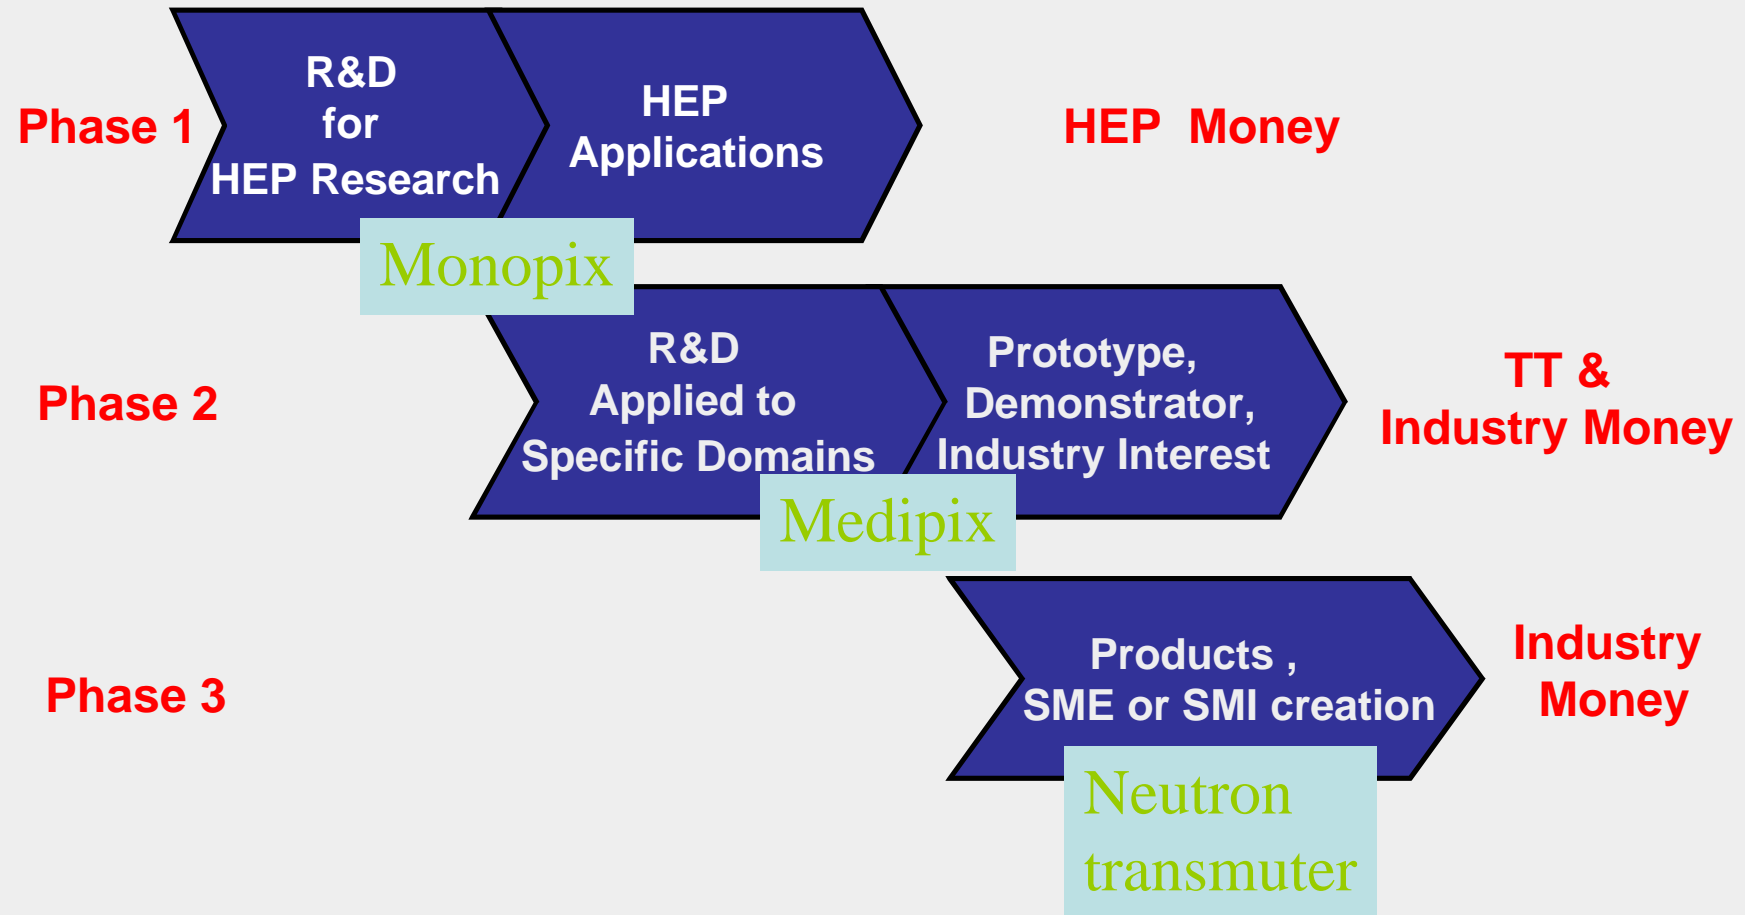 Phase 1
R&D
for
HEP Research
HEP
Applications
HEP Money
Monopix
Phase 2
R&D
Applied to
Specific Domains
Prototype,
Demonstrator,
Industry Interest
TT &
Industry Money
Medipix
Phase 3
Products ,
SME or SMI creation
Industry
Money
Neutron
transmuter